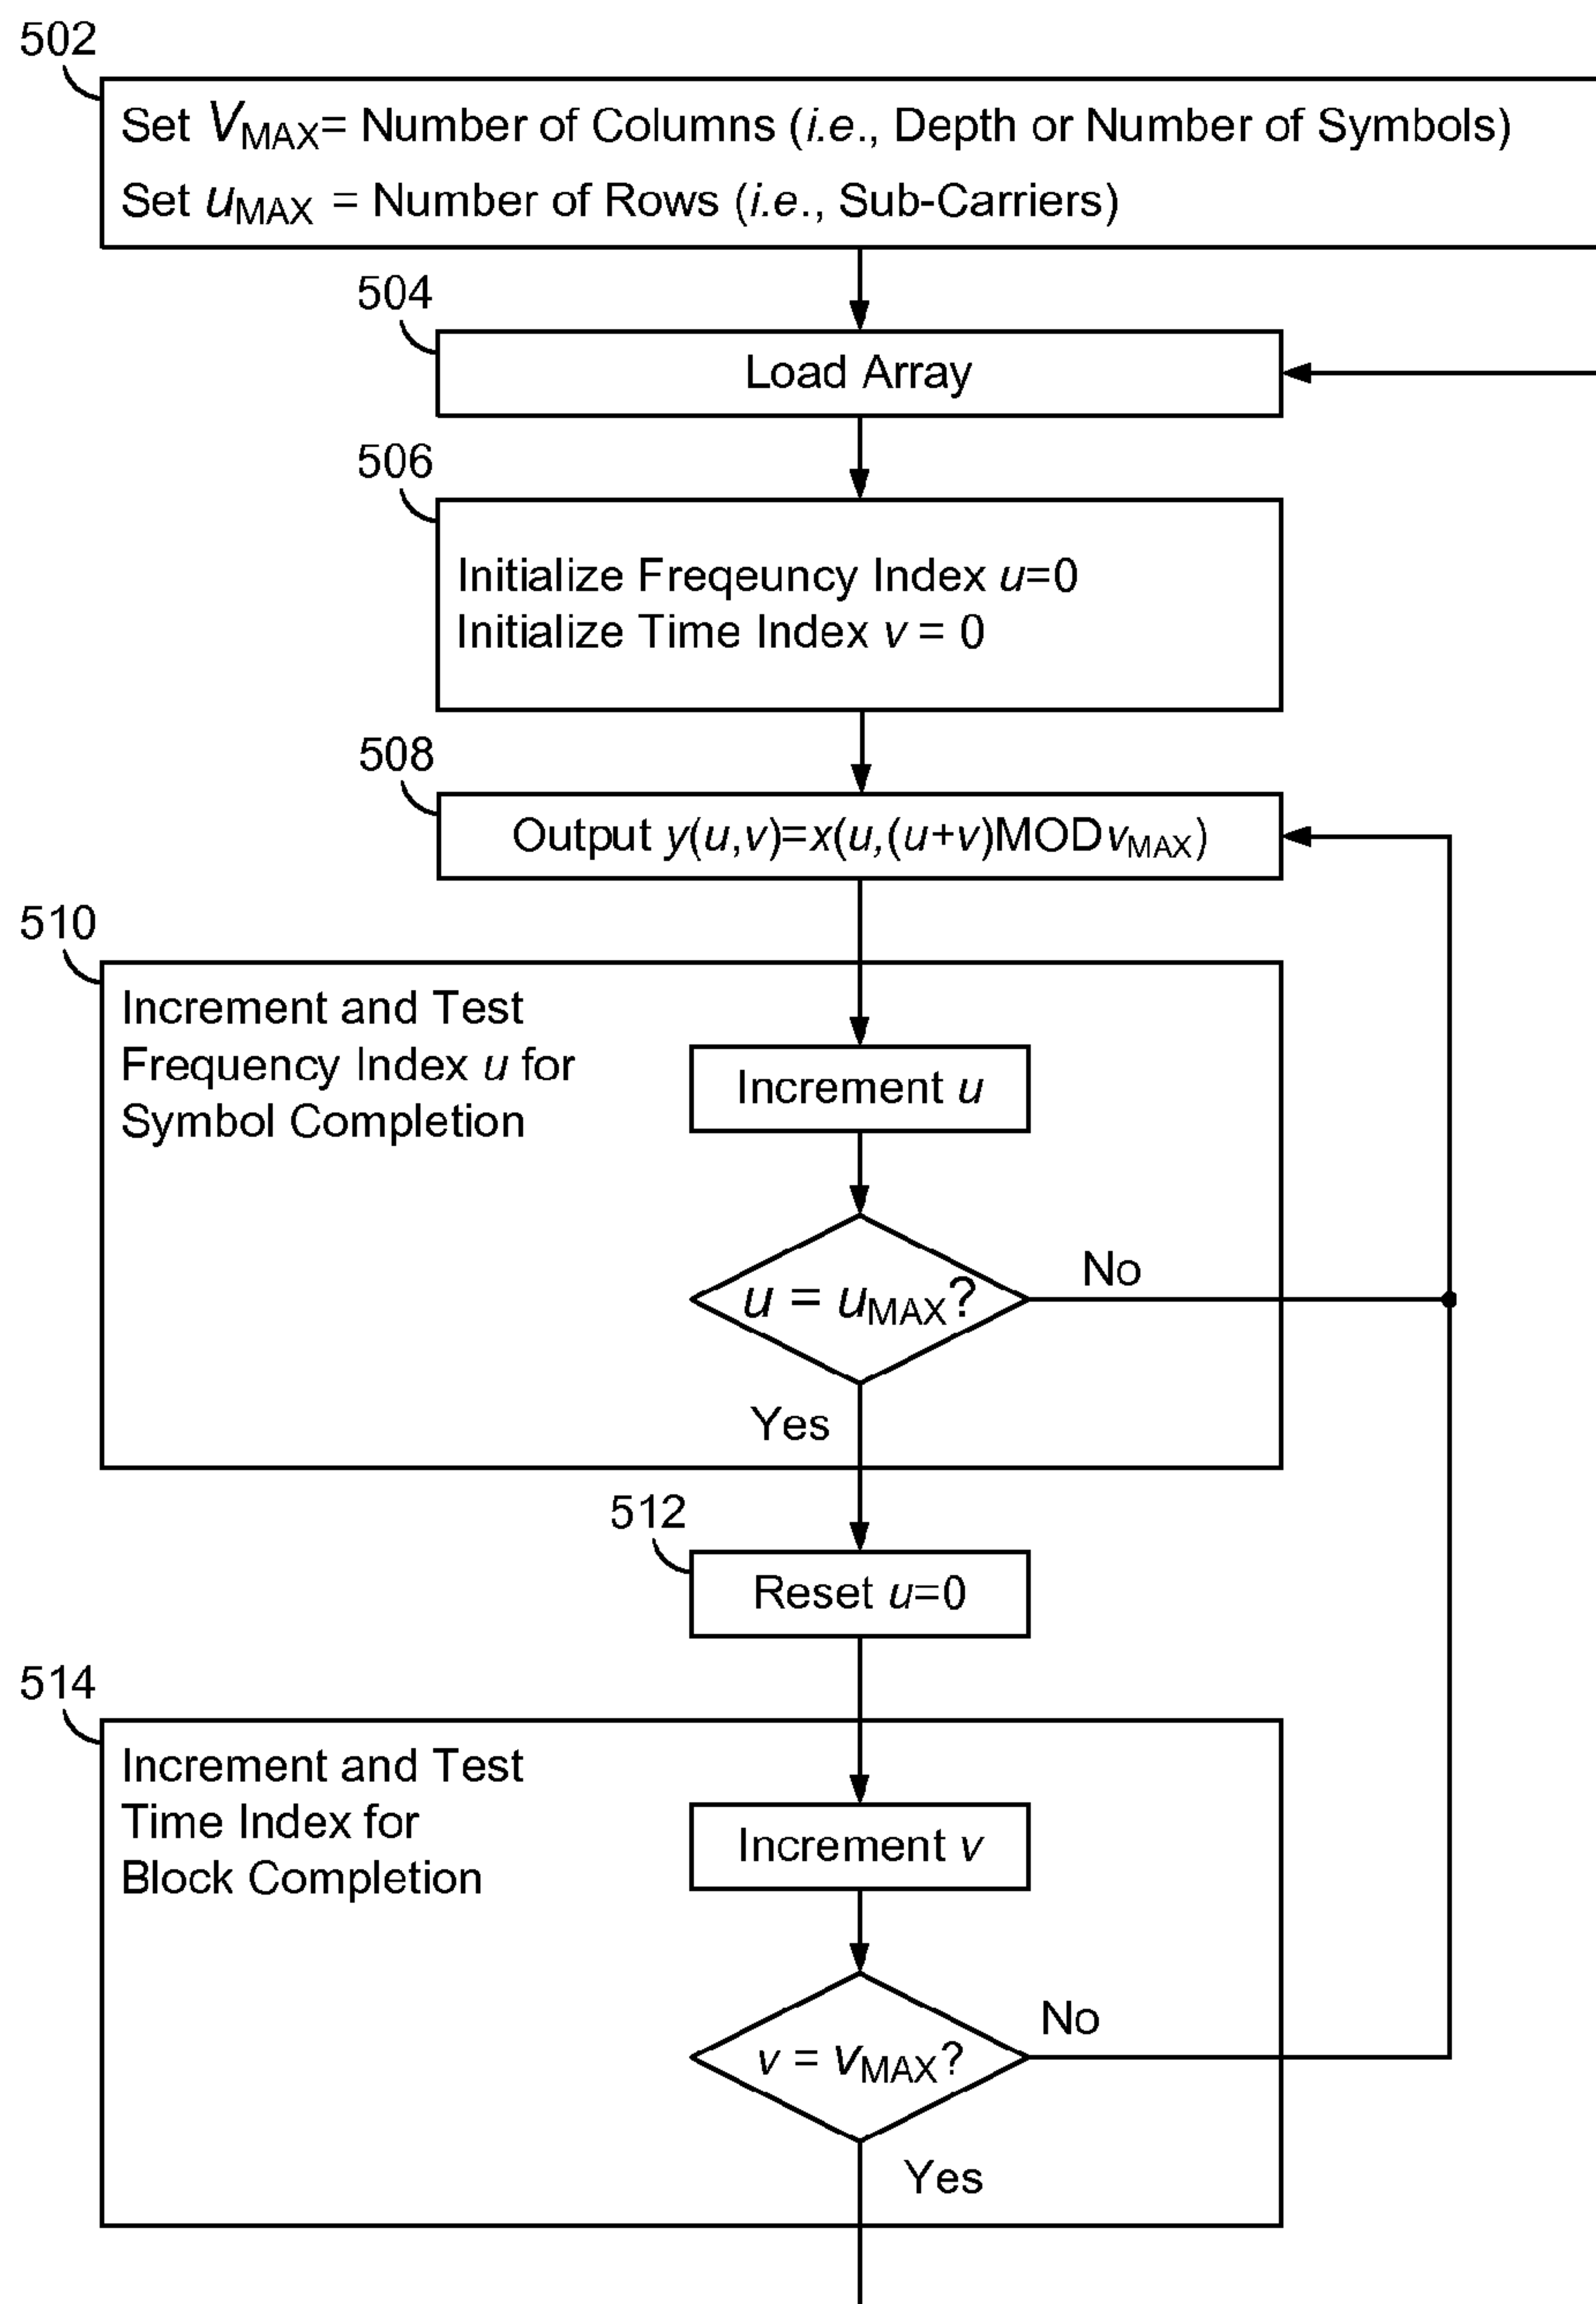 502
Set VMAX= Number of Columns (i.e., Depth or Number of Symbols)
Set uMAX = Number of Rows (i.e., Sub-Carriers)
504
Load Array
506
Initialize Freqeuncy Index u=0
Initialize Time Index v = 0
508
Output y(u,v)=x(u,(u+v)MODvMAX)
510
Increment and Test
Frequency Index u for
Symbol Completion
Increment u
u = uMAX?
No
Yes
512
Reset u=0
514
Increment and Test
Time Index for
Block Completion
Increment v
v = vMAX?
No
Yes